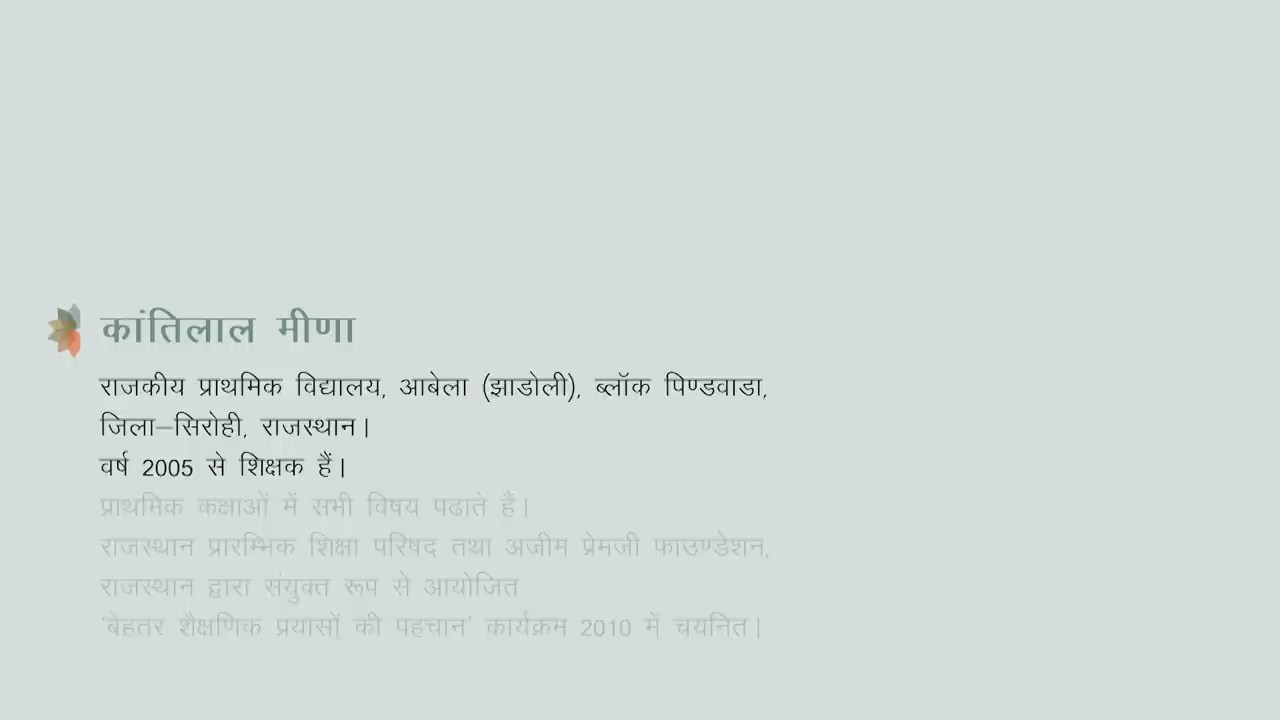 कांतिलाल मीणा
राजकीय प्राथमिक विद्यालय, आबेला (झाडोली), ब्लॉक पिण्डवाडा,
जिला–सिरोही, राजस्थान।
वर्ष 2005 से शिक्षक हैं।
प्राथमिक कक्षाओं में सभी विषय पढाते हैं।
राजस्थान प्रारम्भिक शिक्षा परिषद तथा अजीम प्रेमजी फाउण्डेशन,
राजस्थान द्वारा संयुक्त रूप से आयोजित
'बेहतर शैक्षणिक प्रयासों की पहचान' कार्यक्रम 2010 में चयनित।